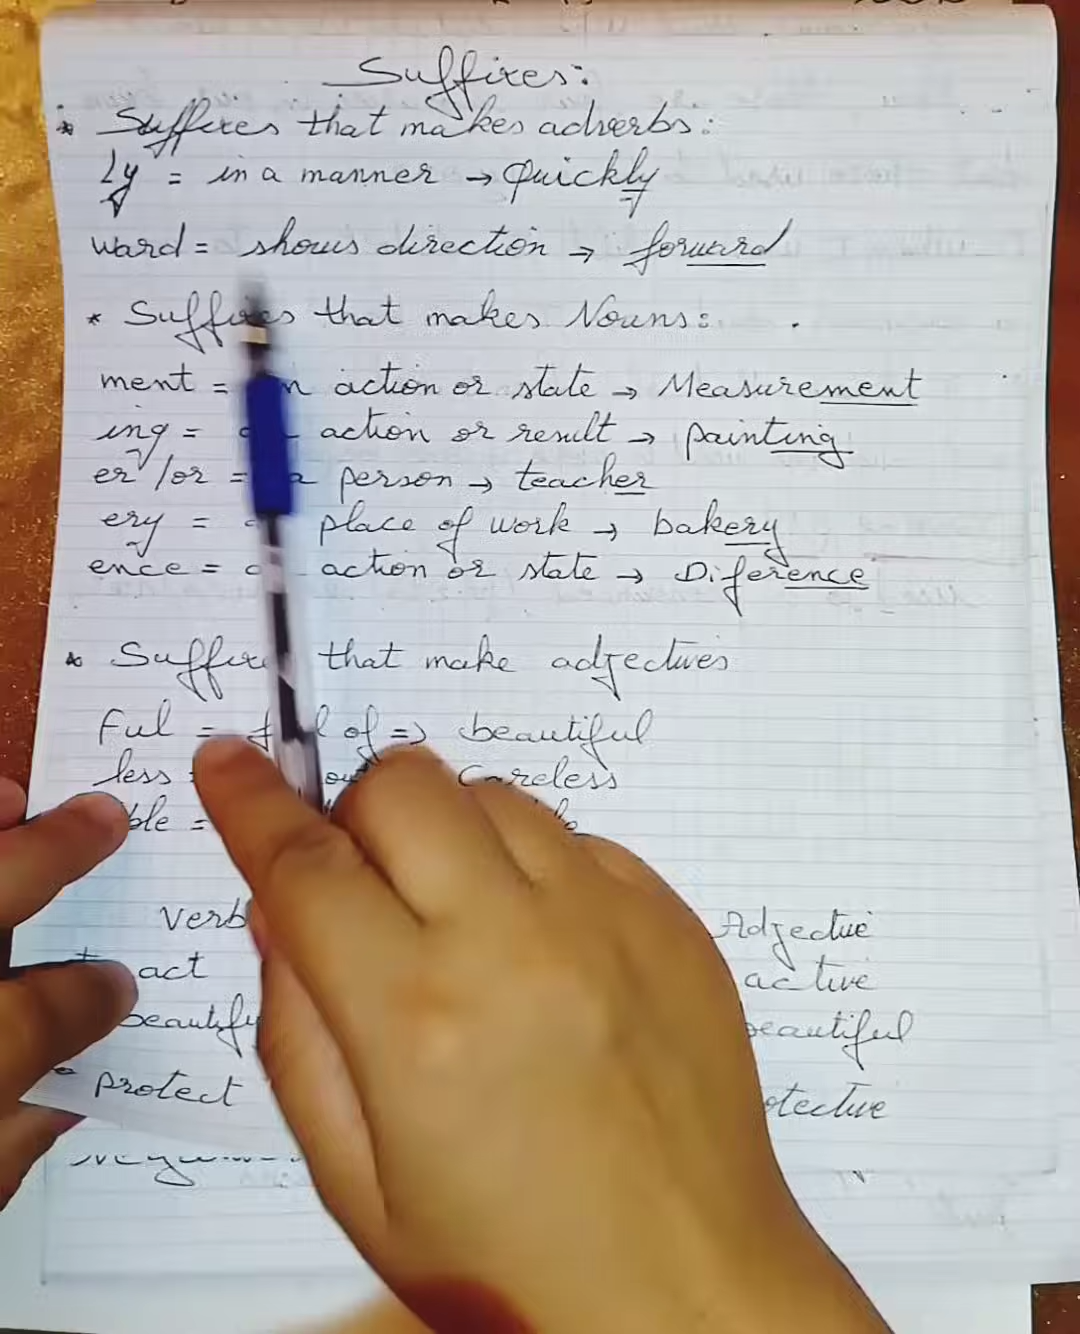 Suffixes:
* Suffixes that makes adverbs:
Ly = in a manner → Quickly
ward = shows direction → forward
* Suffixes that makes Nouns:
ment = action or state → Measurement
ing = action or result → painting
er/or = a person → teacher
ery = place of work → bakery
ence = action or state → Diference
* Suffixe that make adjectives
Ful = of => beautiful
less Careless
Verb Adjective
act active
beautify beautiful
protect